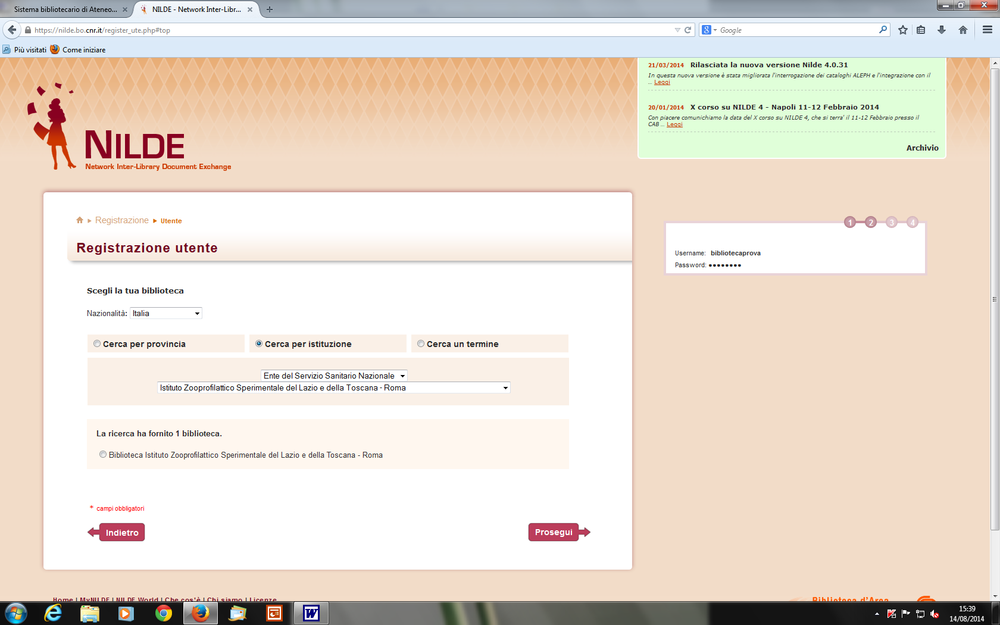 Sistema bibliotecario di Ateneo...
NILDE - Network Inter-Libr...
https://nilde.bo.cnr.it/register_ute.php#top
Google
Più visitati
Come iniziare
21/03/2014 Rilasciata la nuova versione Nilde 4.0.31
In questa nuova versione è stata migliorata l'interrogazione dei cataloghi ALEPH e l'integrazione con il
... Leggi
20/01/2014 X corso su NILDE 4 - Napoli 11-12 Febbraio 2014
Con piacere comunichiamo la data del X corso su NILDE 4, che si terra' il 11-12 Febbraio presso il
CAB ... Leggi
Archivio
NILDE
Network Inter-Library Document Exchange
Registrazione Utente
Registrazione utente
1 2 3 4
Username: bibliotecaprova
Password: ••••••••
Scegli la tua biblioteca
Nazionalità: Italia
Cerca per provincia
Cerca per istituzione
Cerca un termine
Ente del Servizio Sanitario Nazionale
Istituto Zooprofilattico Sperimentale del Lazio e della Toscana - Roma
La ricerca ha fornito 1 biblioteca.
Biblioteca Istituto Zooprofilattico Sperimentale del Lazio e della Toscana - Roma
* campi obbligatori
Indietro
Prosegui
Home | MyNILDE | NILDE World | Che cos'è | Chi siamo | Licenze
Biblioteca d'Area
15:39
14/08/2014